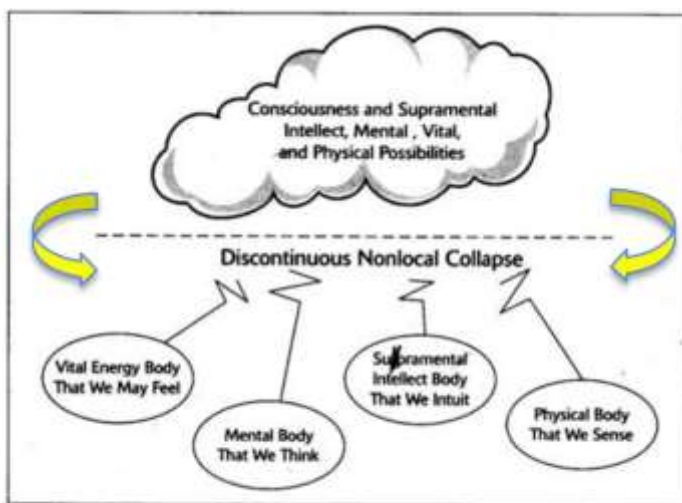 Consciousness and Supramental
Intellect, Mental , Vital,
and Physical Possibilities
Discontinuous Nonlocal Collapse
Vital Energy Body
That We May Feel
Mental Body
That We Think
Supramental
Intellect Body
That We Intuit
Physical Body
That We Sense